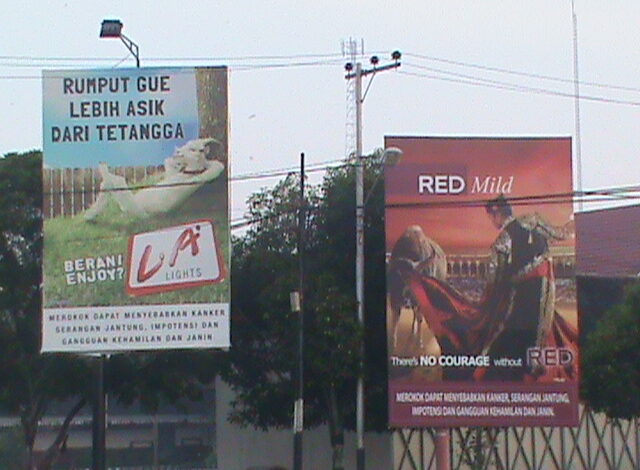 RUMPUT GUE
LEBIH ASIK
DARI TETANGGA
BERANI
ENJOY?
LA
LIGHTS
MEROKOK DAPAT MENYEBABKAN KANKER
SERANGAN JANTUNG, IMPOTENSI DAN
GANGGUAN KEHAMILAN DAN JANIN
RED Mild
There's NO COURAGE without RED
MEROKOK DAPAT MENYEBABKAN KANKER, SERANGAN JANTUNG,
IMPOTENSI DAN GANGGUAN KEHAMILAN DAN JANIN.